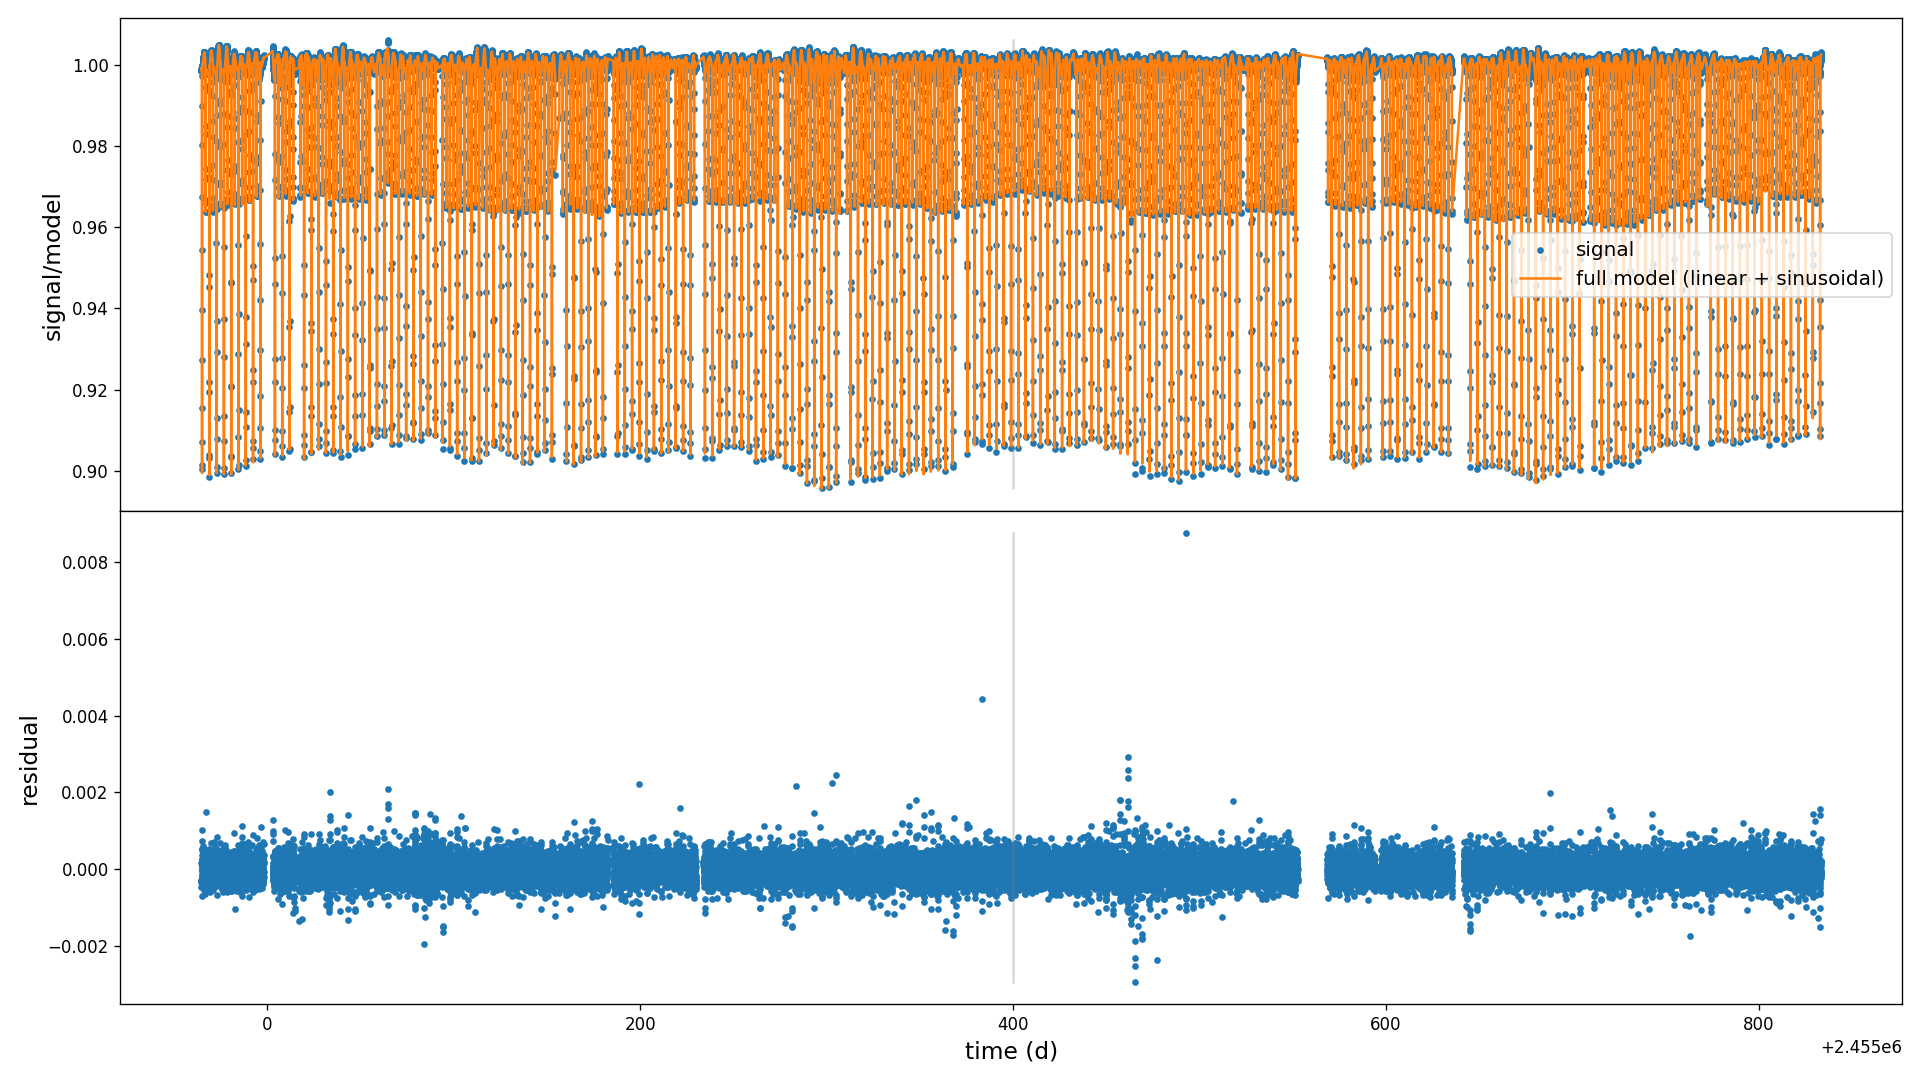 signal/model
1.00
0.98
0.96
0.94
0.92
0.90
signal
full model (linear + sinusoidal)
residual
0.008
0.006
0.004
0.002
0.000
−0.002
0 200 400 600 800
time (d)
+2.455e6